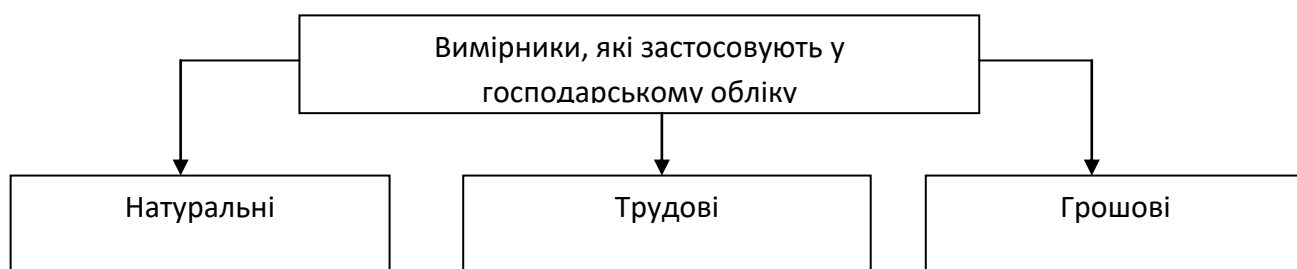 Вимірники, які застосовують у
господарському обліку
Натуральні
Трудові
Грошові